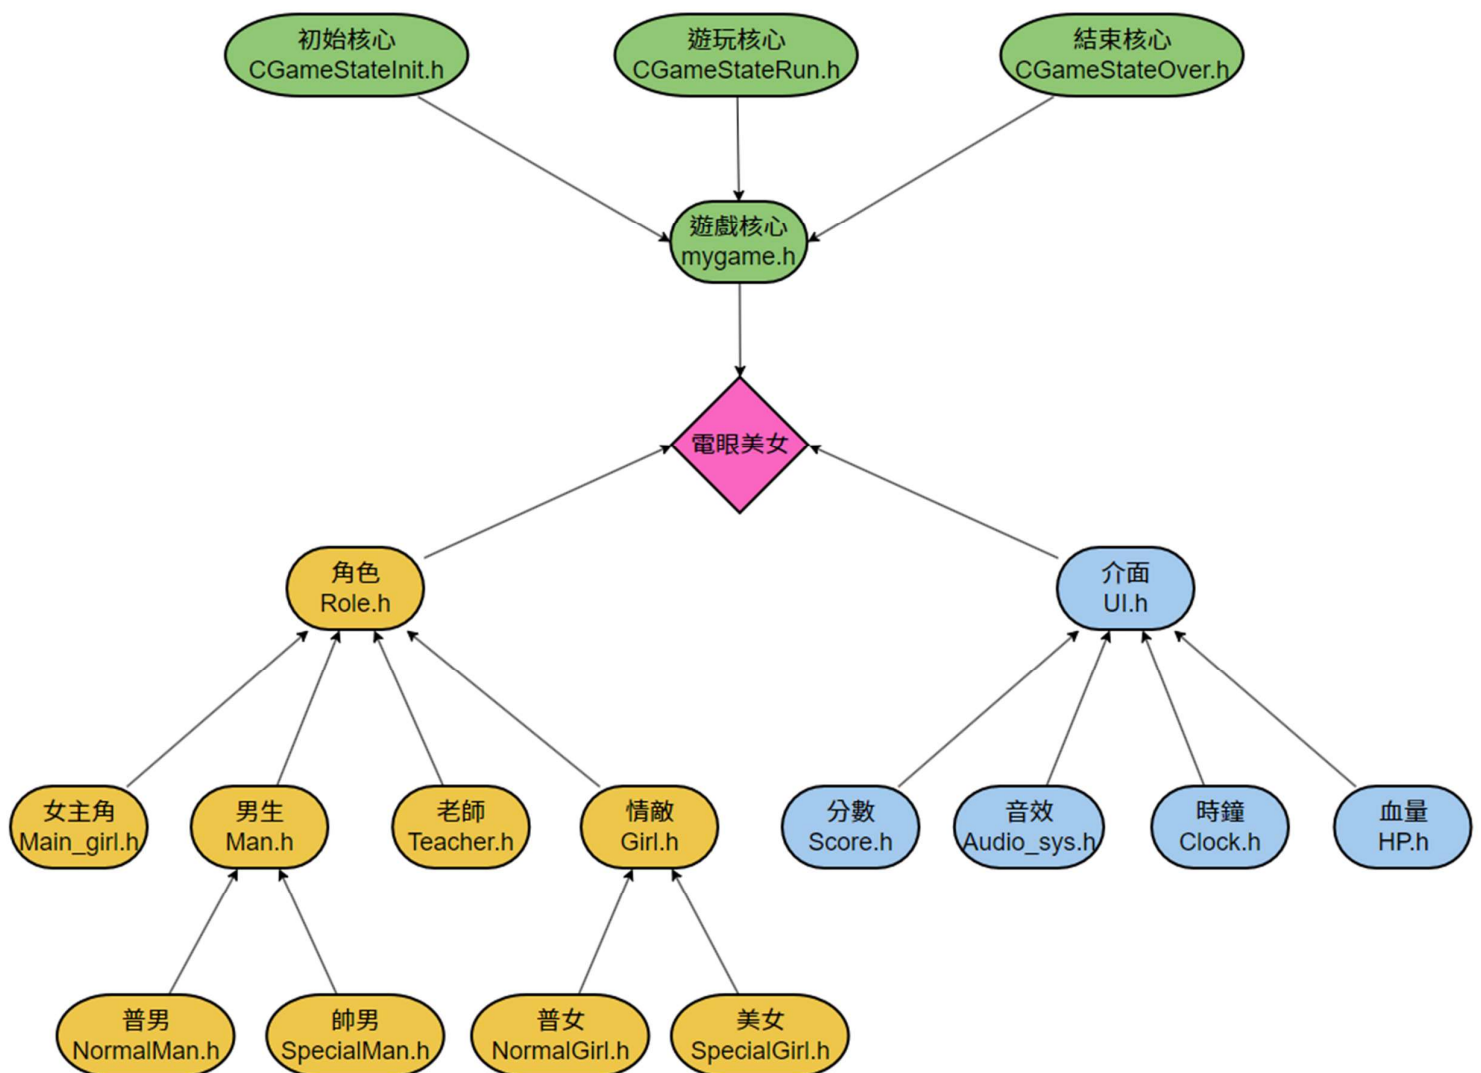 初始核心
CGameStateInit.h
遊玩核心
CGameStateRun.h
結束核心
CGameStateOver.h
遊戲核心
mygame.h
電眼美女
角色
Role.h
介面
UI.h
女主角
Main_girl.h
男生
Man.h
老師
Teacher.h
情敵
Girl.h
分數
Score.h
音效
Audio_sys.h
時鐘
Clock.h
血量
HP.h
普男
NormalMan.h
帥男
SpecialMan.h
普女
NormalGirl.h
美女
SpecialGirl.h